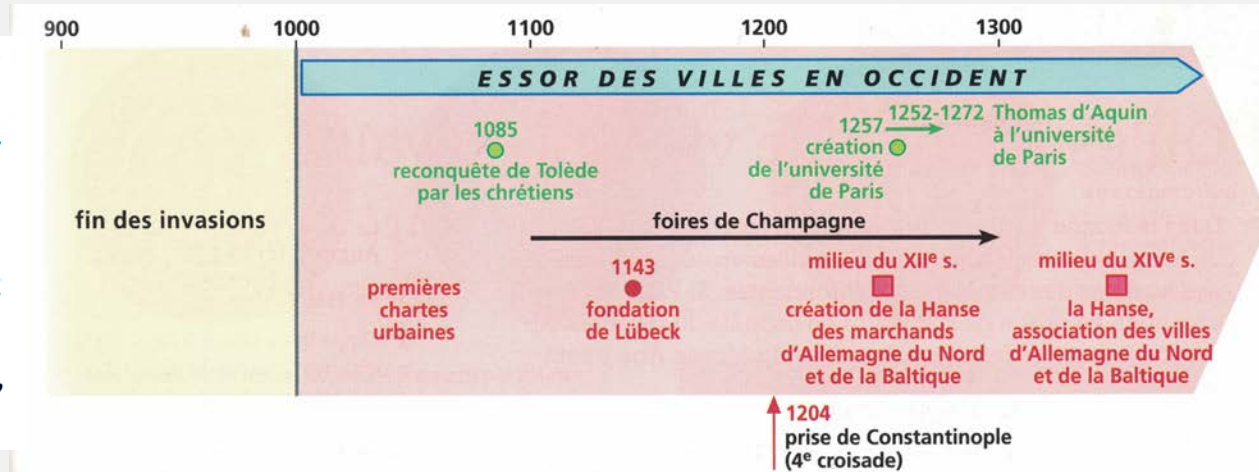 900 1000 1100 1200 1300
ESSOR DES VILLES EN OCCIDENT
1085
reconquête de Tolède
par les chrétiens
1257
création
de l'université
de Paris
1252-1272 Thomas d'Aquin
à l'université
de Paris
fin des invasions
foires de Champagne
premières
chartes
urbaines
1143
fondation
de Lübeck
milieu du XIIe s.
création de la Hanse
des marchands
d'Allemagne du Nord
et de la Baltique
milieu du XIVe s.
la Hanse,
association des villes
d'Allemagne du Nord
et de la Baltique
1204
prise de Constantinople
(4e croisade)